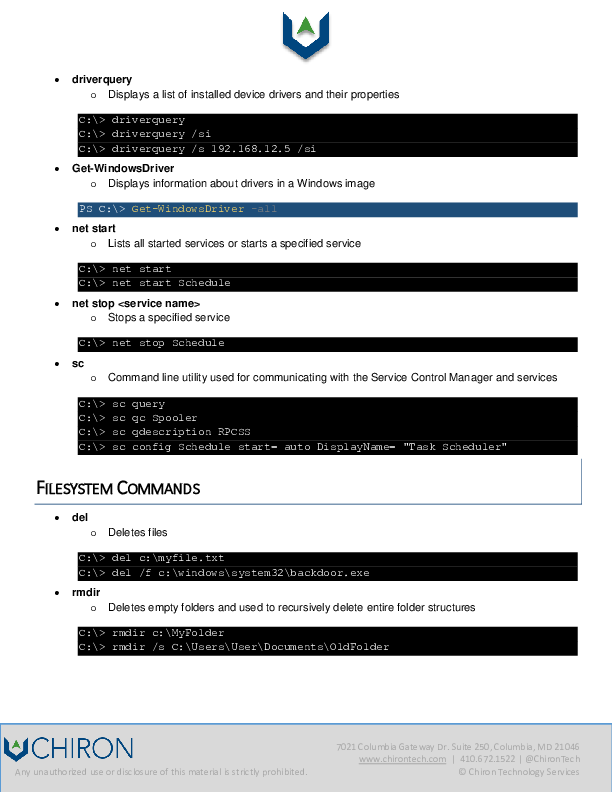 • driverquery
o Displays a list of installed device drivers and their properties
C:\> driverquery
C:\> driverquery /si
C:\> driverquery /s 192.168.12.5 /si
• Get-WindowsDriver
o Displays information about drivers in a Windows image
PS C:\> Get-WindowsDriver -all
• net start
o Lists all started services or starts a specified service
C:\> net start
C:\> net start Schedule
• net stop <service name>
o Stops a specified service
C:\> net stop Schedule
• sc
o Command line utility used for communicating with the Service Control Manager and services
C:\> sc query
C:\> sc qc Spooler
C:\> sc qdescription RPCSS
C:\> sc config Schedule start= auto DisplayName= "Task Scheduler"
FILESYSTEM COMMANDS
• del
o Deletes files
C:\> del c:\myfile.txt
C:\> del /f c:\windows\system32\backdoor.exe
• rmdir
o Deletes empty folders and used to recursively delete entire folder structures
C:\> rmdir c:\MyFolder
C:\> rmdir /s C:\Users\User\Documents\OldFolder
CHIRON
7021 Columbia Gateway Dr. Suite 250, Columbia, MD 21046
www.chirontech.com | 410.672.1522 | @ChironTech
Any unauthorized use or disclosure of this material is strictly prohibited.
© Chiron Technology Services